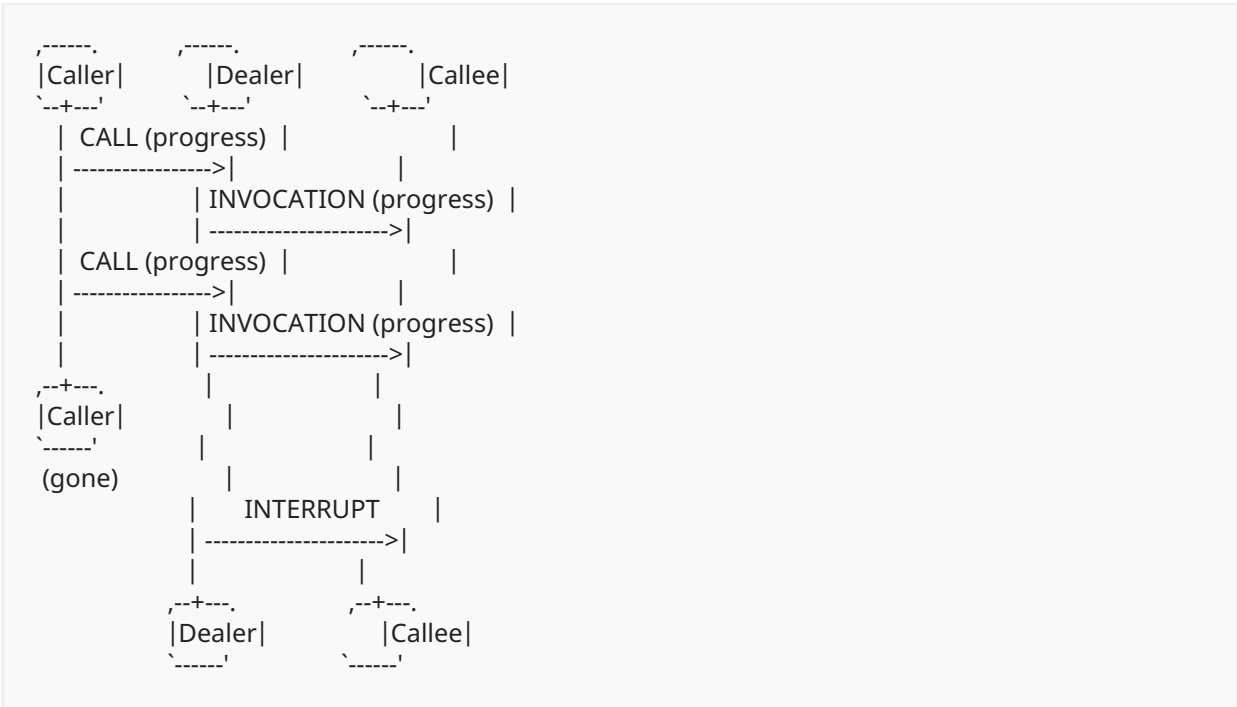 ,------.          ,------.                  ,------.
|Caller|          |Dealer|                  |Callee|
`--+---'          `--+---'                  `--+---'
   |  CALL (progress)  |                         |
   | ----------------->|                         |
   |                   | INVOCATION (progress)  |
   |                   | ---------------------->|
   |  CALL (progress)  |                         |
   | ----------------->|                         |
   |                   | INVOCATION (progress)  |
   |                   | ---------------------->|
,--+---.               |                         |
|Caller|               |                         |
`------'               |                         |
 (gone)                |                         |
                       |       INTERRUPT        |
                       | ---------------------->|
                       |                         |
                    ,--+---.                  ,--+---.
                    |Dealer|                  |Callee|
                    `------'                  `------'